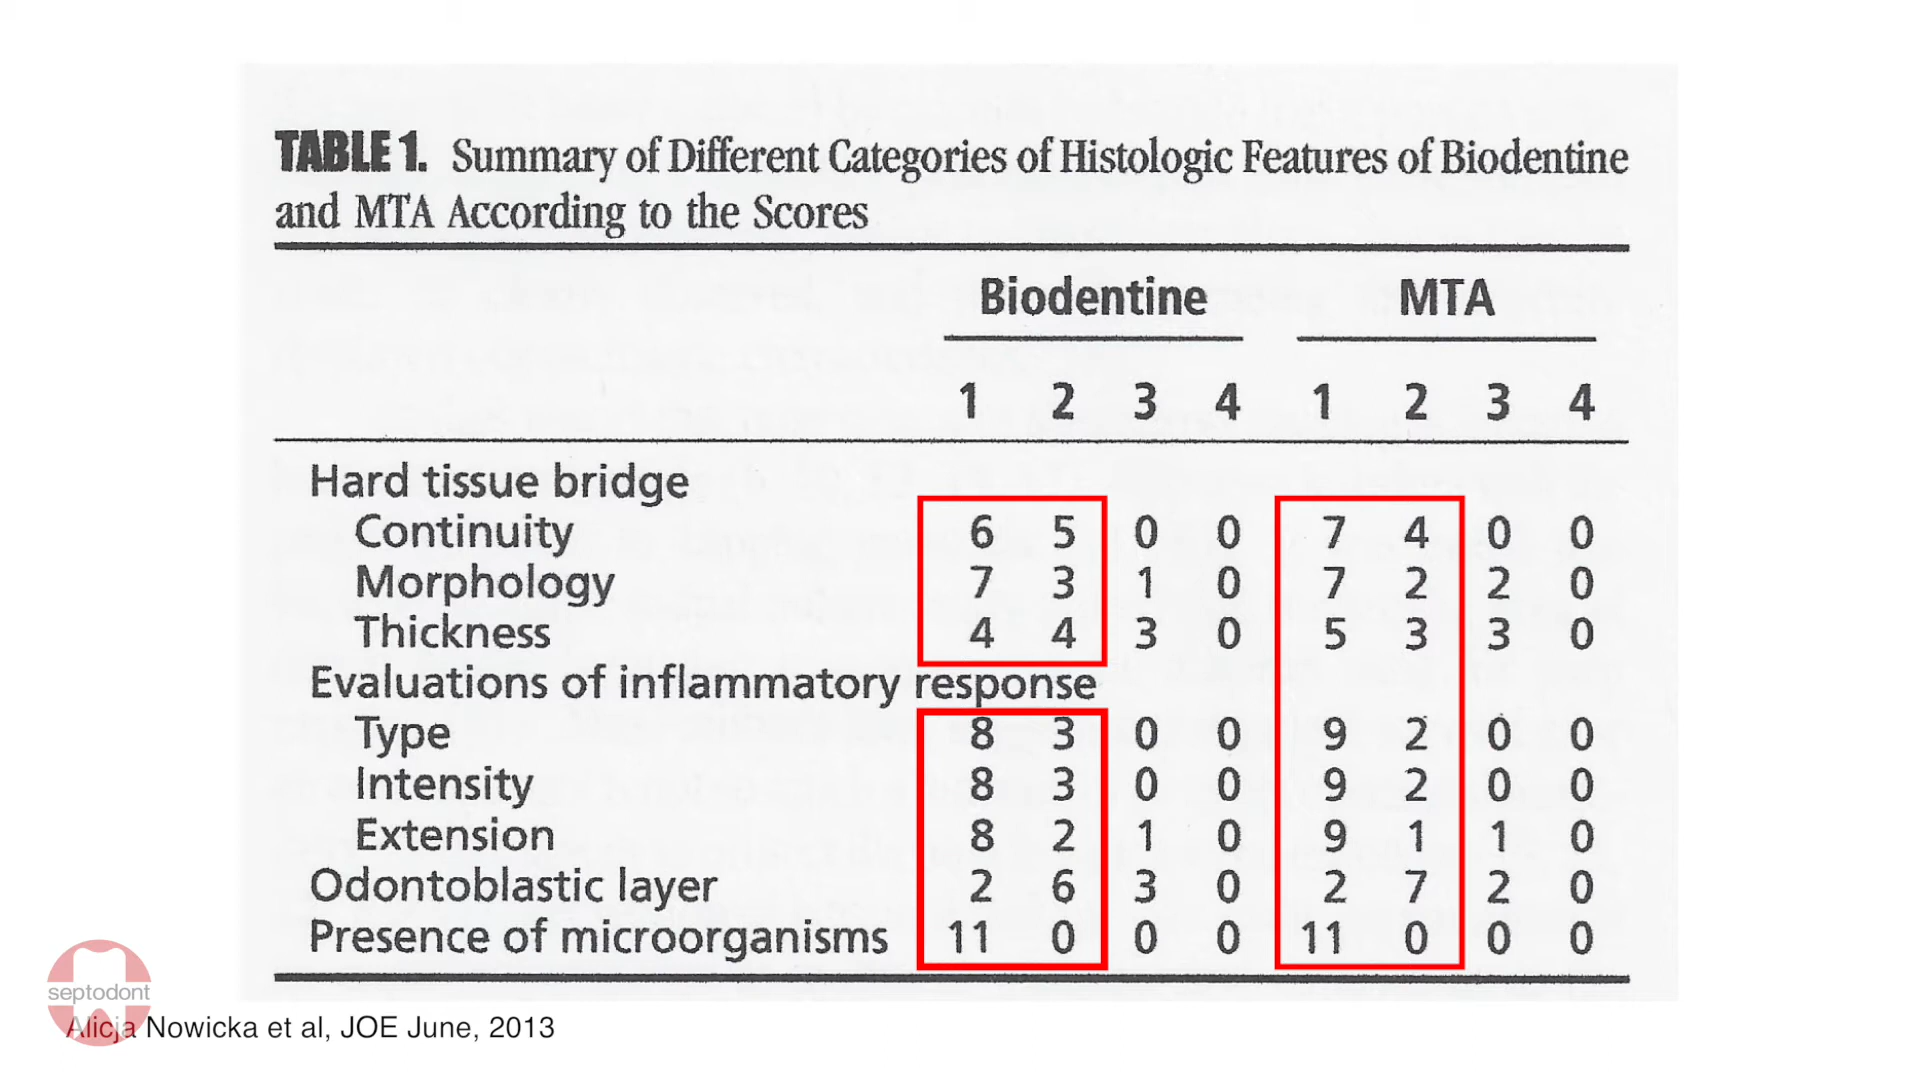 TABLE 1. Summary of Different Categories of Histologic Features of Biodentine
and MTA According to the Scores
Biodentine MTA
1 2 3 4 1 2 3 4
Hard tissue bridge
Continuity 6 5 0 0 7 4 0 0
Morphology 7 3 1 0 7 2 2 0
Thickness 4 4 3 0 5 3 3 0
Evaluations of inflammatory response
Type 8 3 0 0 9 2 0 0
Intensity 8 3 0 0 9 2 0 0
Extension 8 2 1 0 9 1 1 0
Odontoblastic layer 2 6 3 0 2 7 2 0
Presence of microorganisms 11 0 0 0 11 0 0 0
septodont
Alicja Nowicka et al, JOE June, 2013